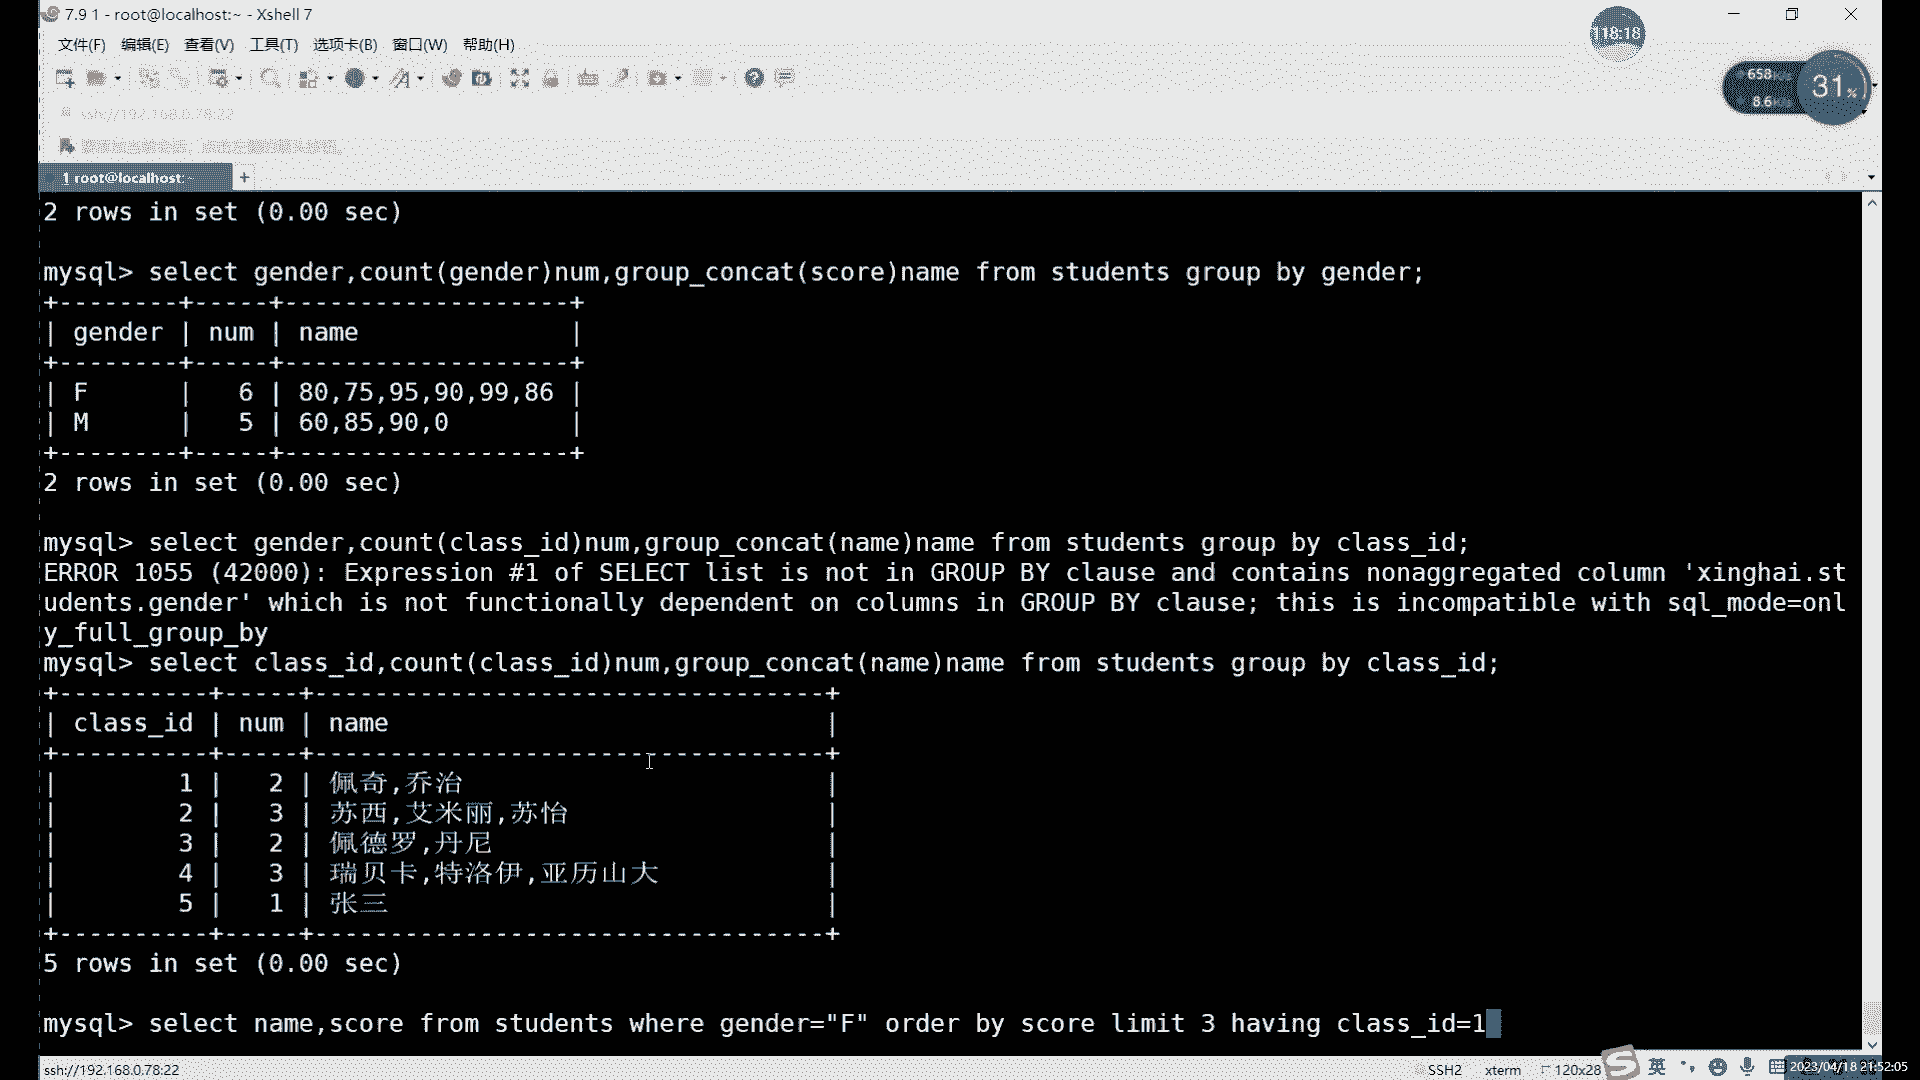 7.9 1 - root@localhost:~ - Xshell 7
18:18
文件(F) 编辑(E) 查看(V) 工具(T) 选项卡(B) 窗口(W) 帮助(H)
658
31%
8.6
ssh://192.168.0.78:22
1 root@localhost:~ +
2 rows in set (0.00 sec)
mysql> select gender,count(gender)num,group_concat(score)name from students group by gender;
+--------+-----+-------------------+
| gender | num | name              |
+--------+-----+-------------------+
| F      |   6 | 80,75,95,90,99,86 |
| M      |   5 | 60,85,90,0        |
+--------+-----+-------------------+
2 rows in set (0.00 sec)
mysql> select gender,count(class_id)num,group_concat(name)name from students group by class_id;
ERROR 1055 (42000): Expression #1 of SELECT list is not in GROUP BY clause and contains nonaggregated column 'xinghai.st
udents.gender' which is not functionally dependent on columns in GROUP BY clause; this is incompatible with sql_mode=onl
y_full_group_by
mysql> select class_id,count(class_id)num,group_concat(name)name from students group by class_id;
+----------+-----+----------------------------------+
| class_id | num | name                             |
+----------+-----+----------------------------------+
|        1 |   2 | 佩奇,乔治                        |
|        2 |   3 | 苏西,艾米丽,苏怡                 |
|        3 |   2 | 佩德罗,丹尼                      |
|        4 |   3 | 瑞贝卡,特洛伊,亚历山大           |
|        5 |   1 | 张三                             |
+----------+-----+----------------------------------+
5 rows in set (0.00 sec)
mysql> select name,score from students where gender="F" order by score limit 3 having class_id=1
ssh://192.168.0.78:22 SSH2 xterm 120x28 英 2023/04/18 21:52:05